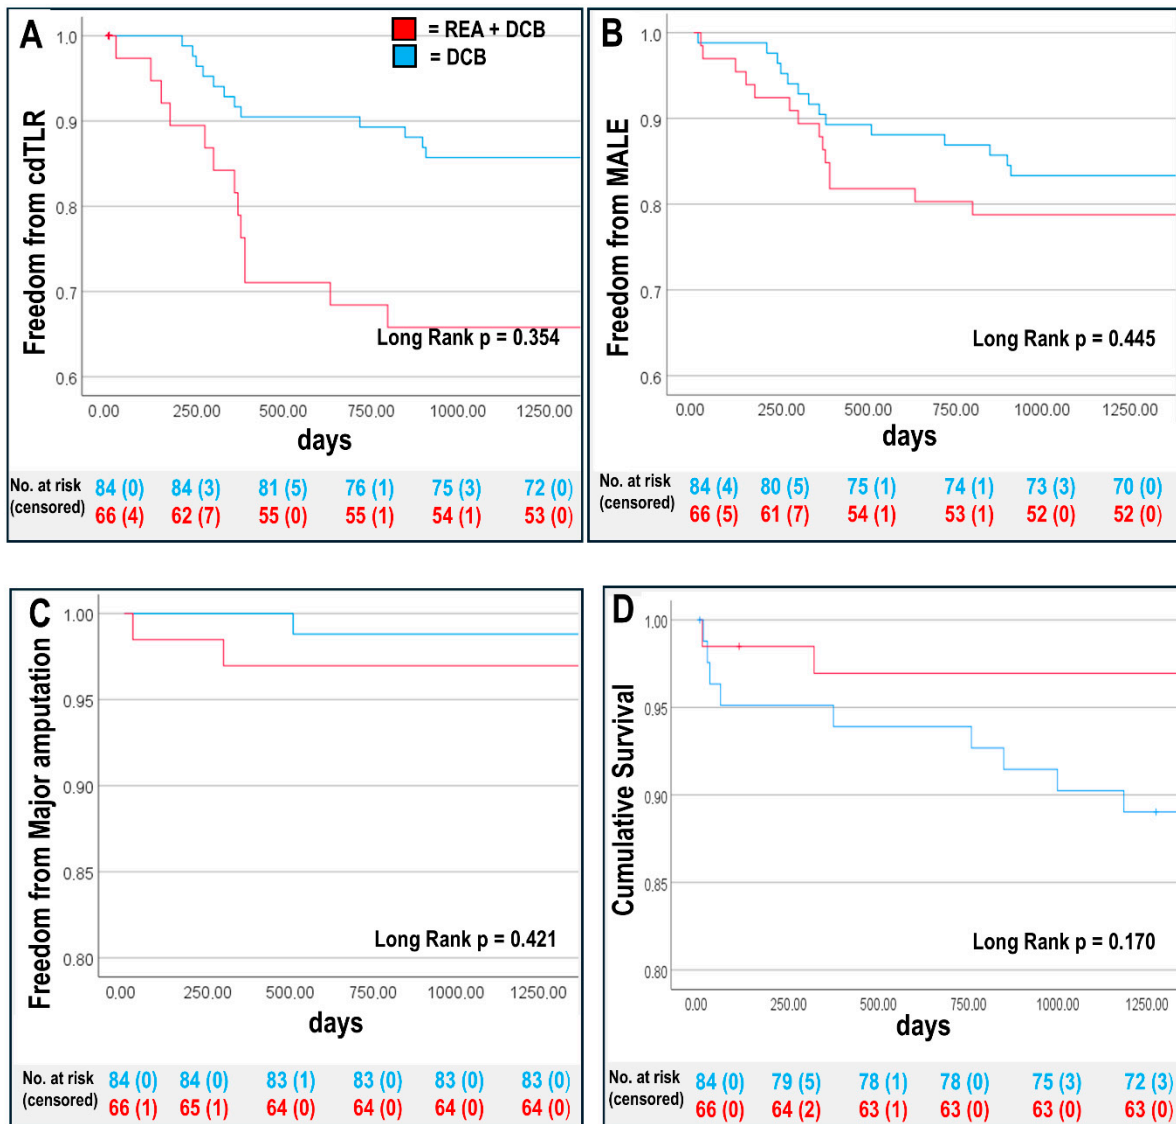 A
= REA + DCB
= DCB
Freedom from cdTLR
1.0
0.9
0.8
0.7
0.6
Long Rank p = 0.354
0.00 250.00 500.00 750.00 1000.00 1250.00
days
No. at risk 84 (0) 84 (3) 81 (5) 76 (1) 75 (3) 72 (0)
(censored) 66 (4) 62 (7) 55 (0) 55 (1) 54 (1) 53 (0)
B
Freedom from MALE
1.0
0.9
0.8
0.7
0.6
Long Rank p = 0.445
0.00 250.00 500.00 750.00 1000.00 1250.00
days
No. at risk 84 (4) 80 (5) 75 (1) 74 (1) 73 (3) 70 (0)
(censored) 66 (5) 61 (7) 54 (1) 53 (1) 52 (0) 52 (0)
C
Freedom from Major amputation
1.00
0.95
0.90
0.85
0.80
Long Rank p = 0.421
0.00 250.00 500.00 750.00 1000.00 1250.00
days
No. at risk 84 (0) 84 (0) 83 (1) 83 (0) 83 (0) 83 (0)
(censored) 66 (1) 65 (1) 64 (0) 64 (0) 64 (0) 64 (0)
D
Cumulative Survival
1.00
0.95
0.90
0.85
0.80
Long Rank p = 0.170
0.00 250.00 500.00 750.00 1000.00 1250.00
days
No. at risk 84 (0) 79 (5) 78 (1) 78 (0) 75 (3) 72 (3)
(censored) 66 (0) 64 (2) 63 (1) 63 (0) 63 (0) 63 (0)